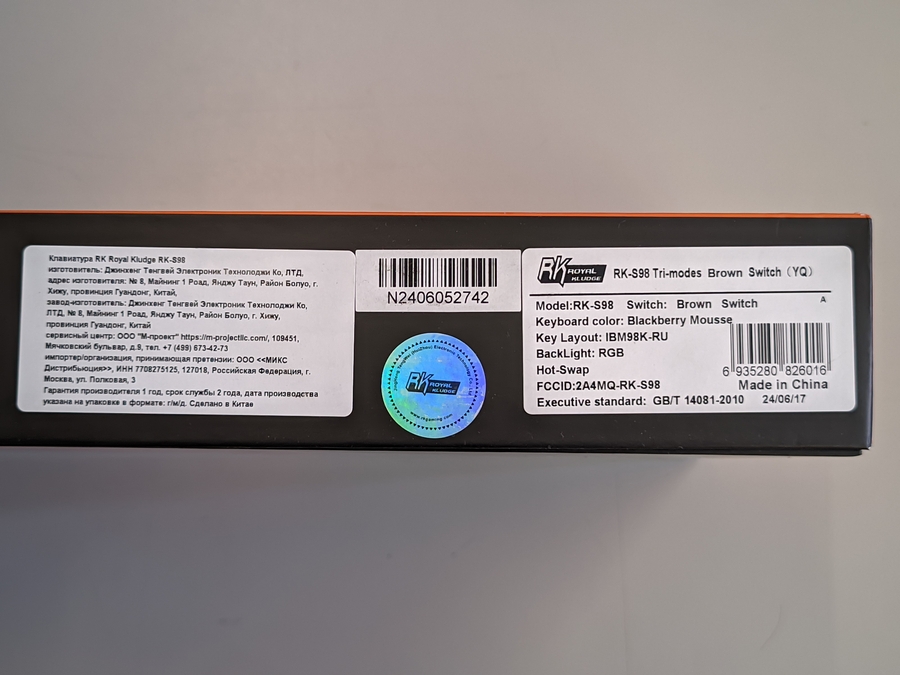 Клавиатура RK Royal Kludge RK-S98
изготовитель: Джинхенг Тенгвей Электроник Технолоджи Ко, ЛТД,
адрес изготовителя: № 8, Майнинг 1 Роад, Янджу Таун, Район Болуо, г.
Хижу, провинция Гуандонг, Китай,
завод-изготовитель: Джинхенг Тенгвей Электроник Технолоджи Ко,
ЛТД, № 8, Майнинг 1 Роад, Янджу Таун, Район Болуо, г. Хижу,
провинция Гуандонг, Китай
сервисный центр: ООО "М-проект" https://m-projectllc.com/, 109451,
Мячковский бульвар, д.9, тел. +7 (499) 673-42-73
импортер/организация, принимающая претензии: ООО <<МИКС
Дистрибьюция>>, ИНН 7708275125, 127018, Российская Федерация, г.
Москва, ул. Полковая, 3
Гарантия производителя 1 год, срок службы 2 года, дата производства
указана на упаковке в формате: г/м/д. Сделано в Китае
N2406052742
RK ROYAL
KLUDGE
RK ROYAL
KLUDGE
RK-S98 Tri-modes Brown Switch (YQ)
A
Model:RK-S98 Switch: Brown Switch
Keyboard color: Blackberry Mousse
Key Layout: IBM98K-RU
BackLight: RGB
Hot-Swap
6 935280 826016
FCCID:2A4MQ-RK-S98
Made in China
Executive standard: GB/T 14081-2010
24/06/17